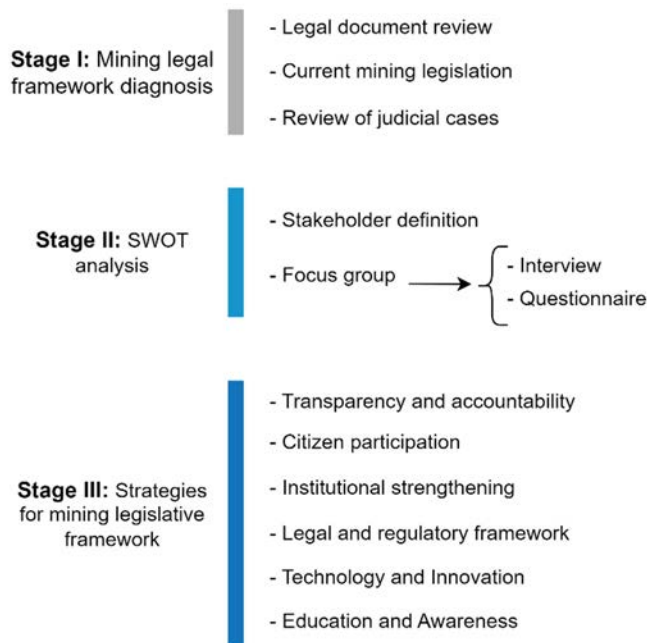 Stage I: Mining legal
framework diagnosis
- Legal document review
- Current mining legislation
- Review of judicial cases
Stage II: SWOT
analysis
- Stakeholder definition
- Focus group
- Interview
- Questionnaire
Stage III: Strategies
for mining legislative
framework
- Transparency and accountability
- Citizen participation
- Institutional strengthening
- Legal and regulatory framework
- Technology and Innovation
- Education and Awareness